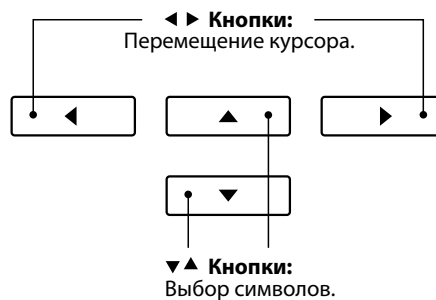 ◀ ▶ Кнопки:
Перемещение курсора.
▼▲ Кнопки:
Выбор символов.